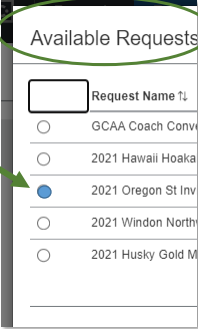 Available Requests
Request Name
GCAA Coach Conv
2021 Hawaii Hoaka
2021 Oregon St Inv
2021 Windon North
2021 Husky Gold M